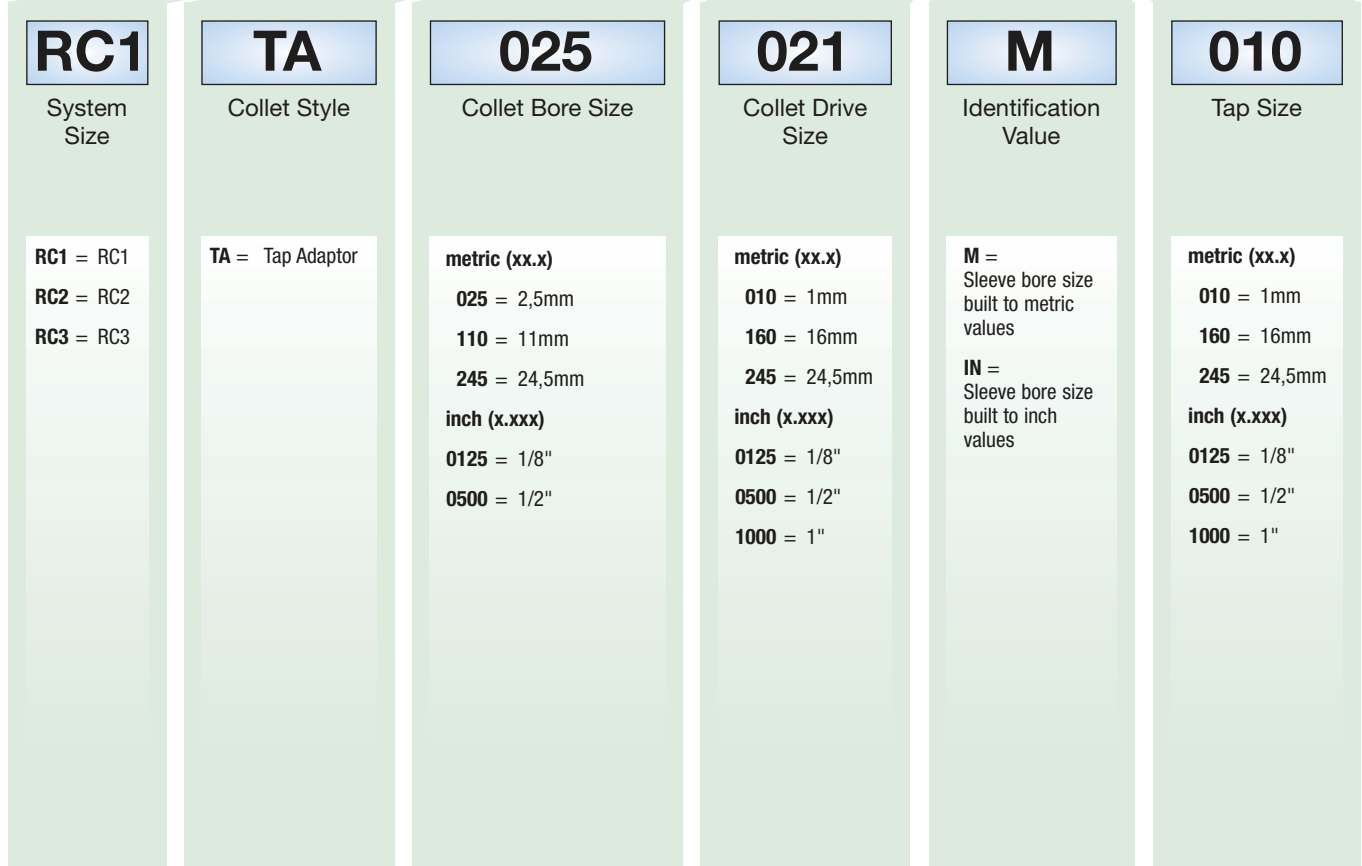 RC1
System
Size
RC1 = RC1
RC2 = RC2
RC3 = RC3
TA
Collet Style
TA = Tap Adaptor
025
Collet Bore Size
metric (xx.x)
025 = 2,5mm
110 = 11mm
245 = 24,5mm
inch (x.xxx)
0125 = 1/8"
0500 = 1/2"
021
Collet Drive
Size
metric (xx.x)
010 = 1mm
160 = 16mm
245 = 24,5mm
inch (x.xxx)
0125 = 1/8"
0500 = 1/2"
1000 = 1"
M
Identification
Value
M =
Sleeve bore size
built to metric
values
IN =
Sleeve bore size
built to inch
values
010
Tap Size
metric (xx.x)
010 = 1mm
160 = 16mm
245 = 24,5mm
inch (x.xxx)
0125 = 1/8"
0500 = 1/2"
1000 = 1"